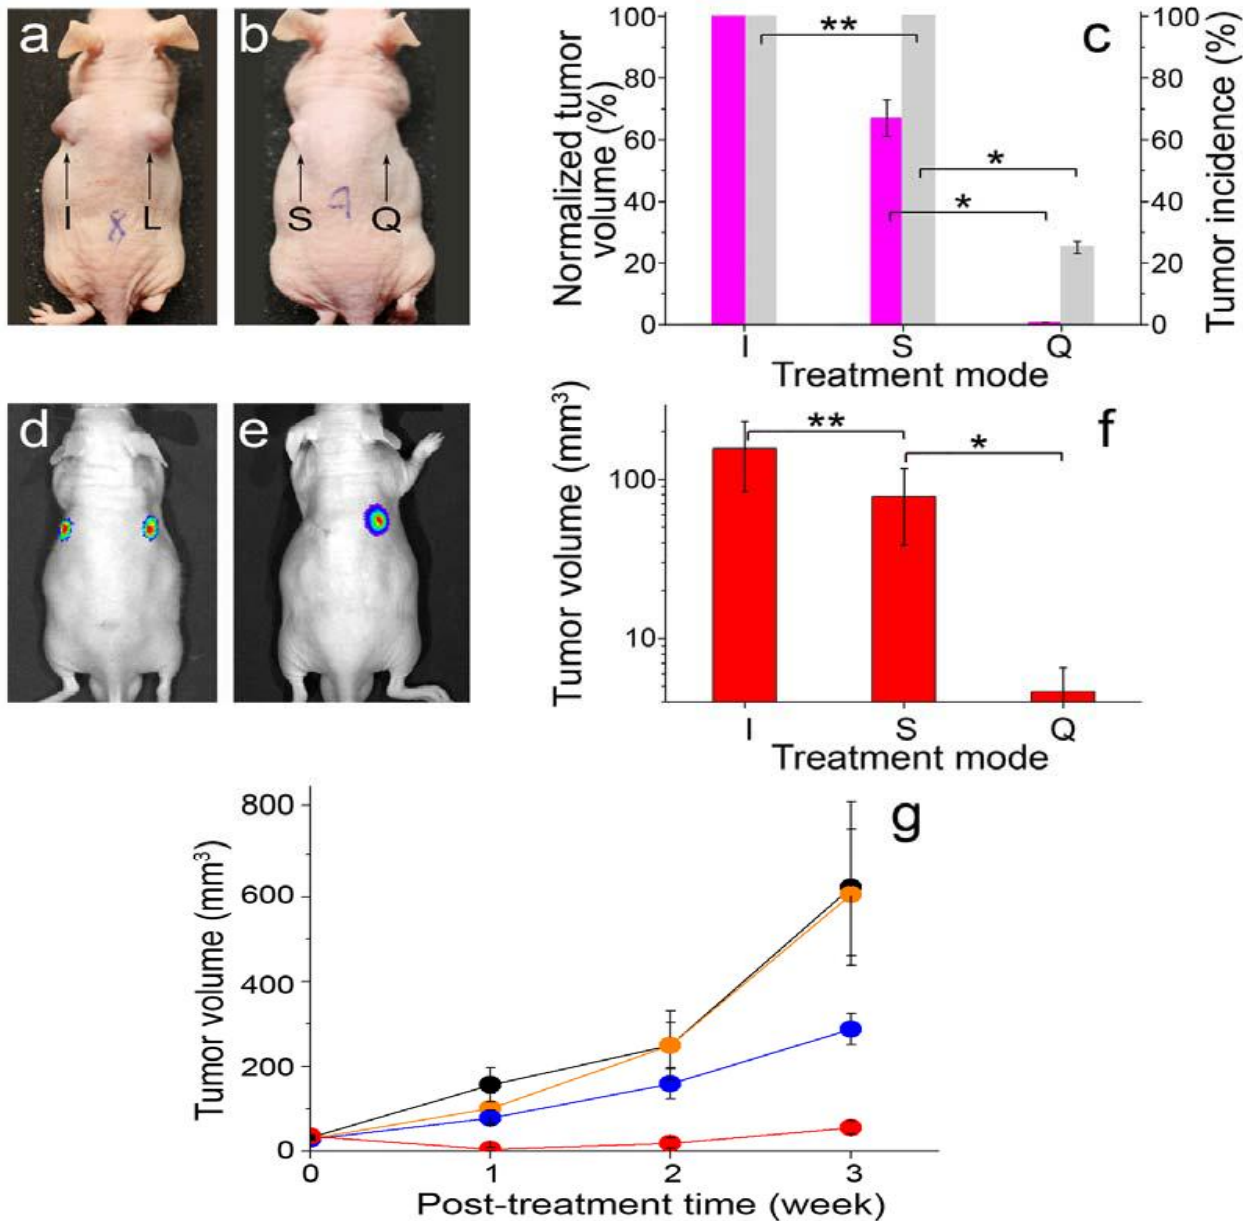 a
b
I
L
8
S
Q
c
100
80
60
40
20
0
Normalized tumor
volume (%)
**
*
*
100
80
60
40
20
0
Tumor incidence (%)
I
S
Q
Treatment mode
d
e
f
Tumor volume (mm³)
100
10
**
*
I
S
Q
Treatment mode
g
Tumor volume (mm³)
800
600
400
200
0
0
1
2
3
Post-treatment time (week)